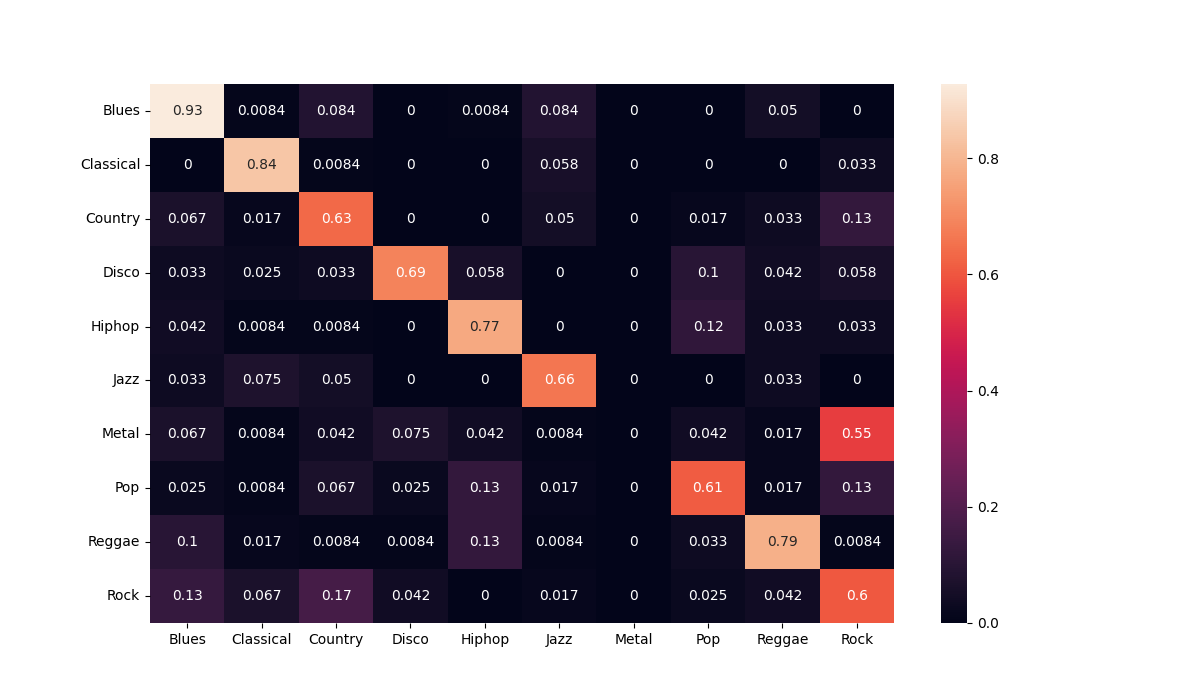 Blues 0.93 0.0084 0.084 0 0.0084 0.084 0 0 0.05 0
Classical 0 0.84 0.0084 0 0 0.058 0 0 0 0.033
Country 0.067 0.017 0.63 0 0 0.05 0 0.017 0.033 0.13
Disco 0.033 0.025 0.033 0.69 0.058 0 0 0.1 0.042 0.058
Hiphop 0.042 0.0084 0.0084 0 0.77 0 0 0.12 0.033 0.033
Jazz 0.033 0.075 0.05 0 0 0.66 0 0 0.033 0
Metal 0.067 0.0084 0.042 0.075 0.042 0.0084 0 0.042 0.017 0.55
Pop 0.025 0.0084 0.067 0.025 0.13 0.017 0 0.61 0.017 0.13
Reggae 0.1 0.017 0.0084 0.0084 0.13 0.0084 0 0.033 0.79 0.0084
Rock 0.13 0.067 0.17 0.042 0 0.017 0 0.025 0.042 0.6
Blues Classical Country Disco Hiphop Jazz Metal Pop Reggae Rock
0.8
0.6
0.4
0.2
0.0